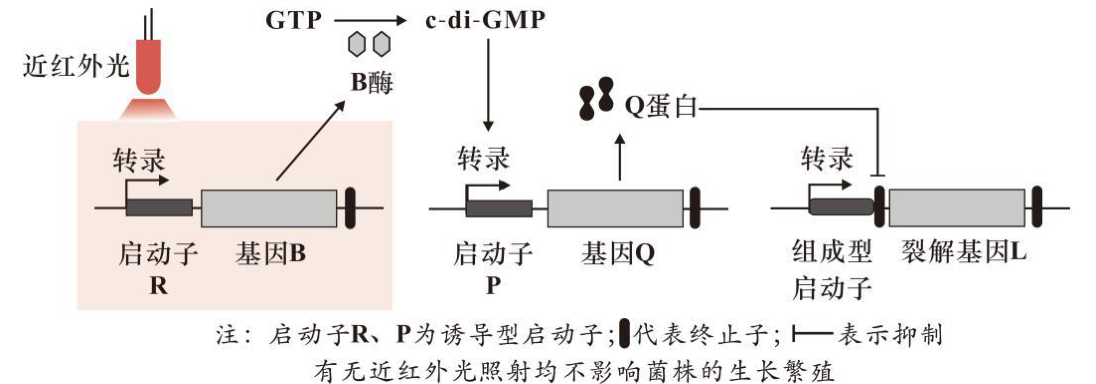 GTP c-di-GMP
近红外光
B酶
Q蛋白
转录 转录 转录
启动子 基因B 启动子 基因Q 组成型 裂解基因L
R P 启动子
注：启动子R、P为诱导型启动子；代表终止子；表示抑制
有无近红外光照射均不影响菌株的生长繁殖